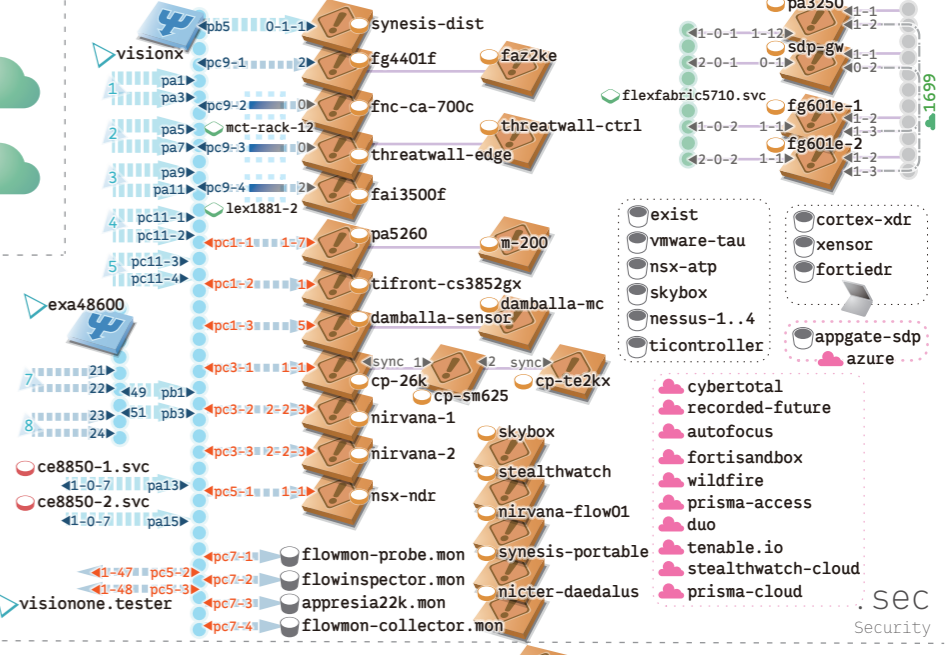 pb5 0-1-1 synesis-dist
visionx
pc9-1 2 fg4401f
faz2ke
1 pa1
pa3
pc9-2 0 fnc-ca-700c
2 pa5 mct-rack-12
pa7 pc9-3 0 threatwall-edge
threatwall-ctrl
3 pa9
pa11 pc9-4 2 fai3500f
lex1881-2
4 pc11-1
pc11-2
pc1-1 1-7 pa5260
m-200
5 pc11-3
pc11-4
pc1-2 1 tifront-cs3852gx
exa48600
pc1-3 5 damballa-sensor
damballa-mc
7 21
22
pc3-1 1-1 cp-26k
sync 1 cp-sm625 2 sync cp-te2kx
49 pb1
8 23 51 pb3
24
pc3-2 2-2-3 nirvana-1
pc3-3 2-2-3 nirvana-2
ce8850-1.svc
1-0-7 pa13
pc5-1 1-1 nsx-ndr
ce8850-2.svc
1-0-7 pa15
skybox
stealthwatch
nirvana-flow01
synesis-portable
nicter-daedalus
pc7-1 flowmon-probe.mon
1-47 pc5-2
pc7-2 flowinspector.mon
1-48 pc5-3
visionone.tester
pc7-3 appresia22k.mon
pc7-4 flowmon-collector.mon
pa3250
1-1
1-2
1-0-1 1-12
sdp-gw
2-0-1 0-1
1-1
0-2
flexfabric5710.svc
fg601e-1
1-0-2 1-1
1-2
1-3
fg601e-2
2-0-2 1-1
1-2
1-3
1699
exist
vmware-tau
nsx-atp
skybox
nessus-1..4
ticontroller
cortex-xdr
xensor
fortiedr
appgate-sdp
azure
cybertotal
recorded-future
autofocus
fortisandbox
wildfire
prisma-access
duo
tenable.io
stealthwatch-cloud
prisma-cloud
.sec
Security